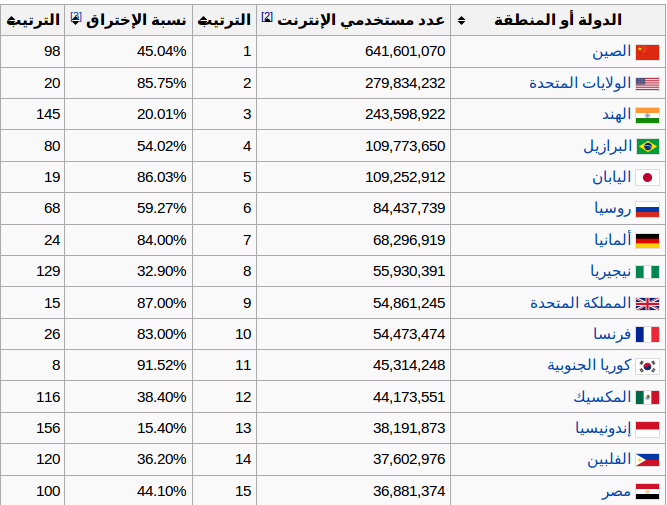 الدولة أو المنطقة عدد مستخدمي الإنترنت [2] الترتيب نسبة الإختراق [3] الترتيب
الصين 641,601,070 1 45.04% 98
الولايات المتحدة 279,834,232 2 85.75% 20
الهند 243,598,922 3 20.01% 145
البرازيل 109,773,650 4 54.02% 80
اليابان 109,252,912 5 86.03% 19
روسيا 84,437,739 6 59.27% 68
ألمانيا 68,296,919 7 84.00% 24
نيجيريا 55,930,391 8 32.90% 129
المملكة المتحدة 54,861,245 9 87.00% 15
فرنسا 54,473,474 10 83.00% 26
كوريا الجنوبية 45,314,248 11 91.52% 8
المكسيك 44,173,551 12 38.40% 116
إندونيسيا 38,191,873 13 15.40% 156
الفلبين 37,602,976 14 36.20% 120
مصر 36,881,374 15 44.10% 100